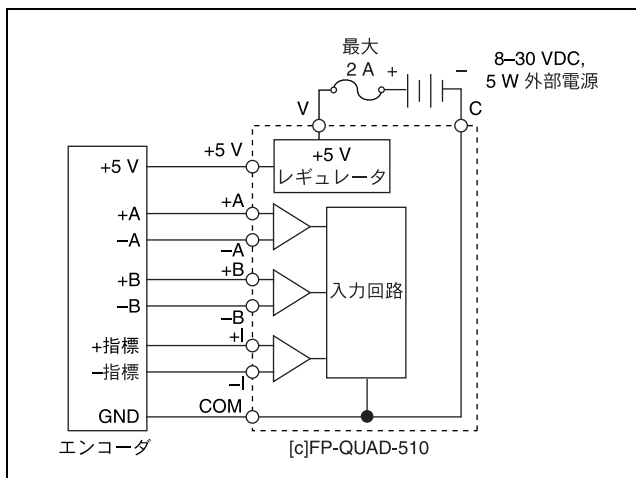 最大
2 A
+
–
8–30 VDC,
5 W 外部電源
V
C
+5 V
+5 V
+5 V
レギュレータ
+A
+A
–A
–A
+B
+B
–B
–B
入力回路
+指標
+I
–指標
–I
GND
COM
エンコーダ
[c]FP-QUAD-510